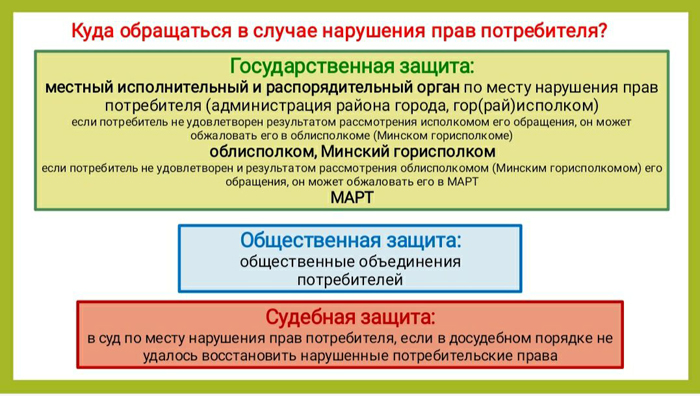 Куда обращаться в случае нарушения прав потребителя?
Государственная защита:
местный исполнительный и распорядительный орган по месту нарушения прав
потребителя (администрация района города, гор(рай)исполком)
если потребитель не удовлетворен результатом рассмотрения исполкомом его обращения, он может
обжаловать его в облисполкоме (Минском горисполкоме)
облисполком, Минский горисполком
если потребитель не удовлетворен и результатом рассмотрения облисполкомом (Минским горисполкомом) его
обращения, он может обжаловать его в МАРТ
МАРТ
Общественная защита:
общественные объединения
потребителей
Судебная защита:
в суд по месту нарушения прав потребителя, если в досудебном порядке не
удалось восстановить нарушенные потребительские права